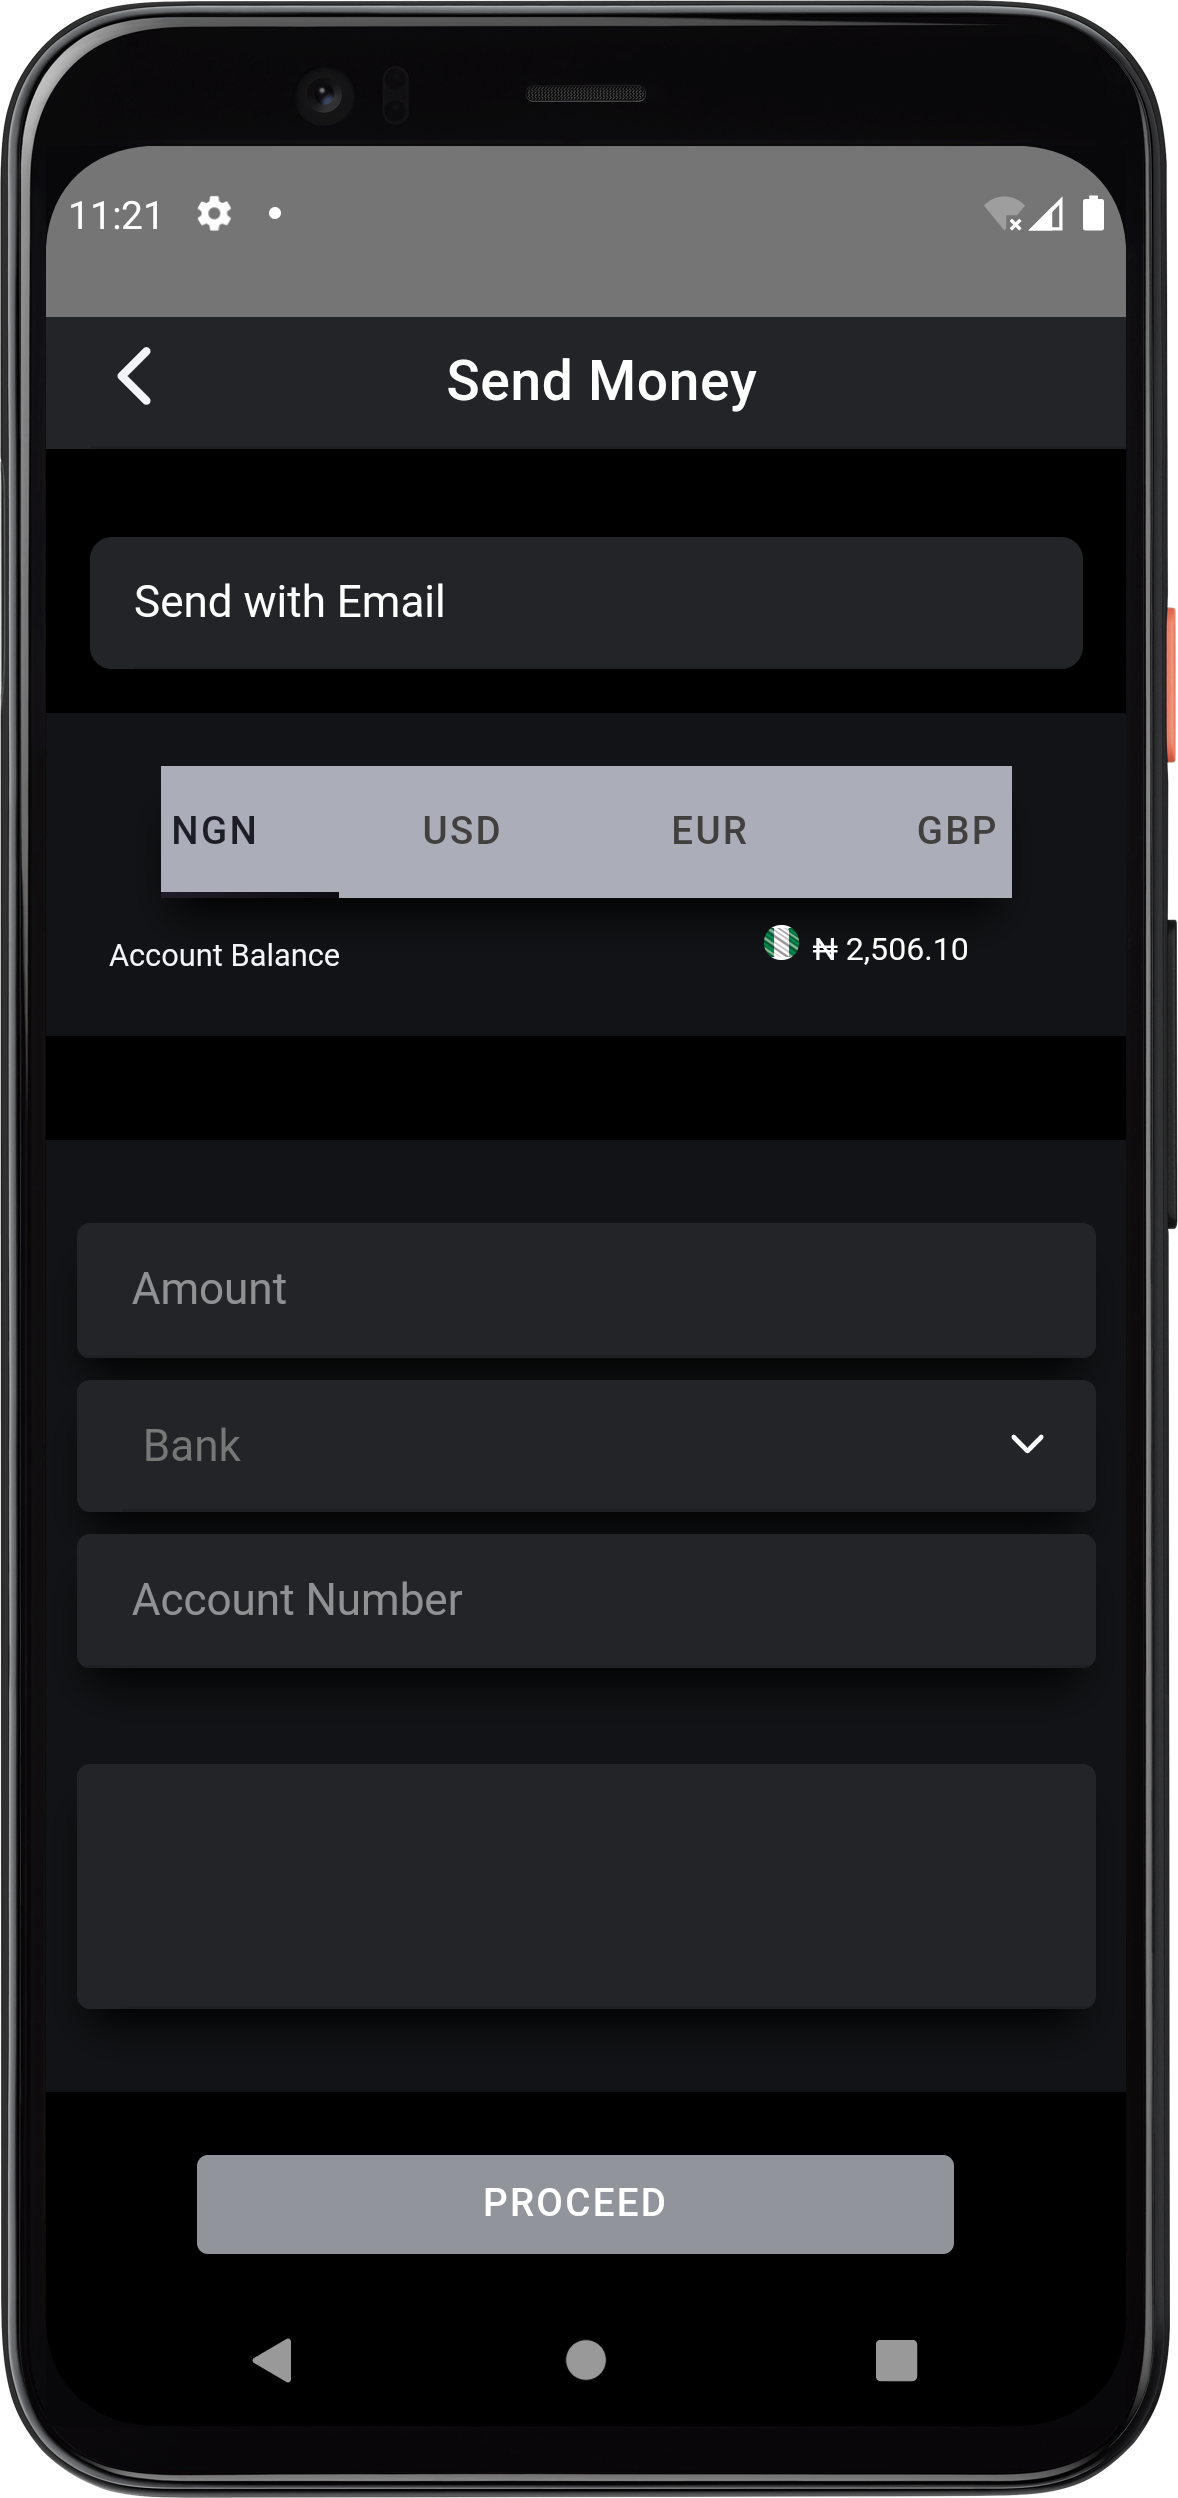 11:21
Send Money
Send with Email
NGN USD EUR GBP
Account Balance ₦ 2,506.10
Amount
Bank
Account Number
PROCEED